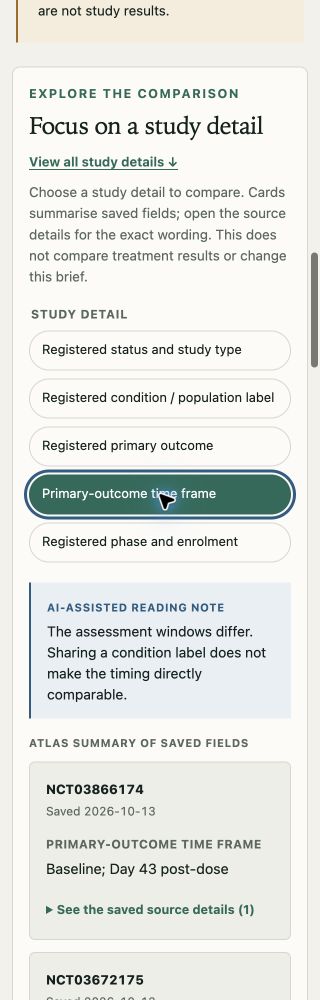 are not study results.
EXPLORE THE COMPARISON
Focus on a study detail
View all study details ↓
Choose a study detail to compare. Cards
summarise saved fields; open the source
details for the exact wording. This does
not compare treatment results or change
this brief.
STUDY DETAIL
Registered status and study type
Registered condition / population label
Registered primary outcome
Primary-outcome time frame
Registered phase and enrolment
AI-ASSISTED READING NOTE
The assessment windows differ.
Sharing a condition label does not
make the timing directly
comparable.
ATLAS SUMMARY OF SAVED FIELDS
NCT03866174
Saved 2026-10-13
PRIMARY-OUTCOME TIME FRAME
Baseline; Day 43 post-dose
▸ See the saved source details (1)
NCT03672175
Saved 2026-10-13